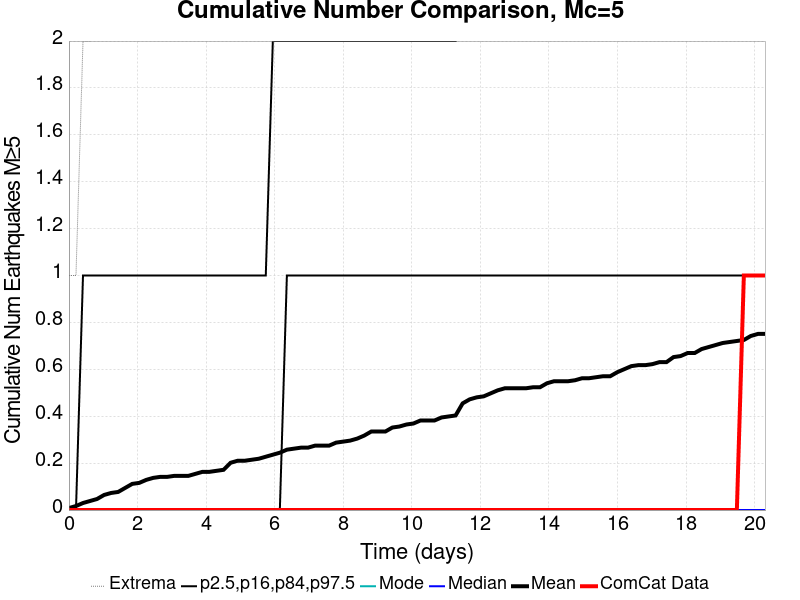 Cumulative Number Comparison, Mc=5
Cumulative Num Earthquakes M≥5
2
1.8
1.6
1.4
1.2
1
0.8
0.6
0.4
0.2
0
0 2 4 6 8 10 12 14 16 18 20
Time (days)
Extrema p2.5,p16,p84,p97.5 Mode Median Mean ComCat Data